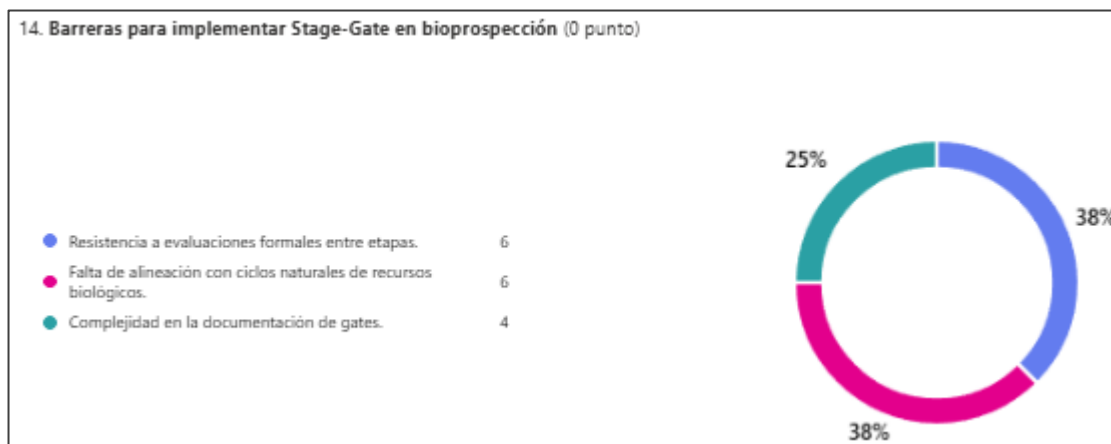 14. Barreras para implementar Stage-Gate en bioprospección (0 punto)
25%
38%
Resistencia a evaluaciones formales entre etapas. 6
Falta de alineación con ciclos naturales de recursos
biológicos. 6
Complejidad en la documentación de gates. 4
38%